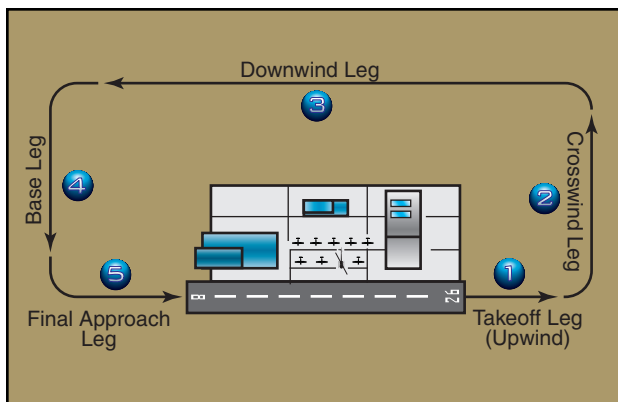 Downwind Leg
3
Base Leg
4
2
Crosswind Leg
5
1
8
26
Final Approach
Leg
Takeoff Leg
(Upwind)